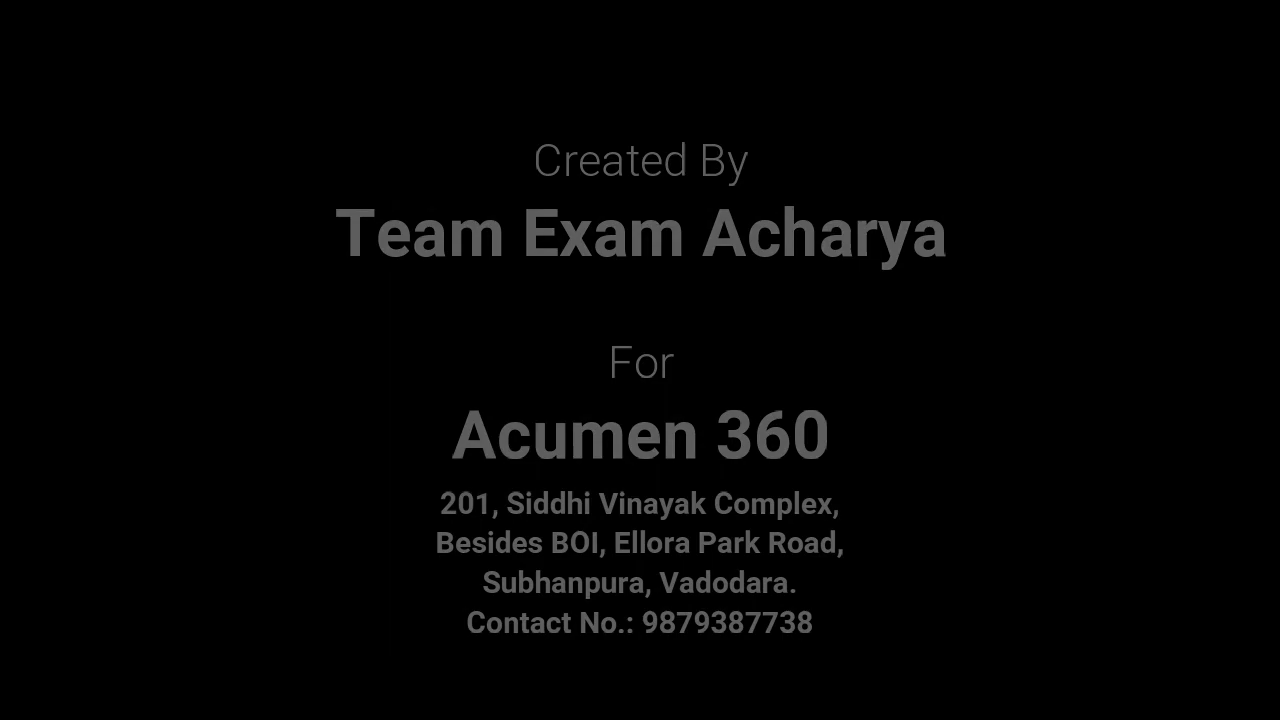 Created By
Team Exam Acharya
For
Acumen 360
201, Siddhi Vinayak Complex,
Besides BOI, Ellora Park Road,
Subhanpura, Vadodara.
Contact No.: 9879387738